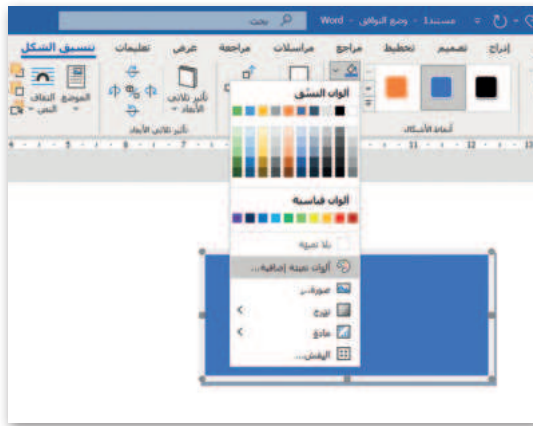 مستند1 - وضع التوافق - Word
بحث
إدراج تصميم تخطيط مراجع مراسلات مراجعة عرض تعليمات تنسيق الشكل
تأثير ثلاثي الأبعاد
الموضع
التفاف النص
أنماط الأشكال
تأثير ثلاثي الأبعاد
ألوان النسُق
ألوان قياسية
بلا تعبئة
ألوان تعبئة إضافية...
صورة...
تدرج
مادة
النقش...